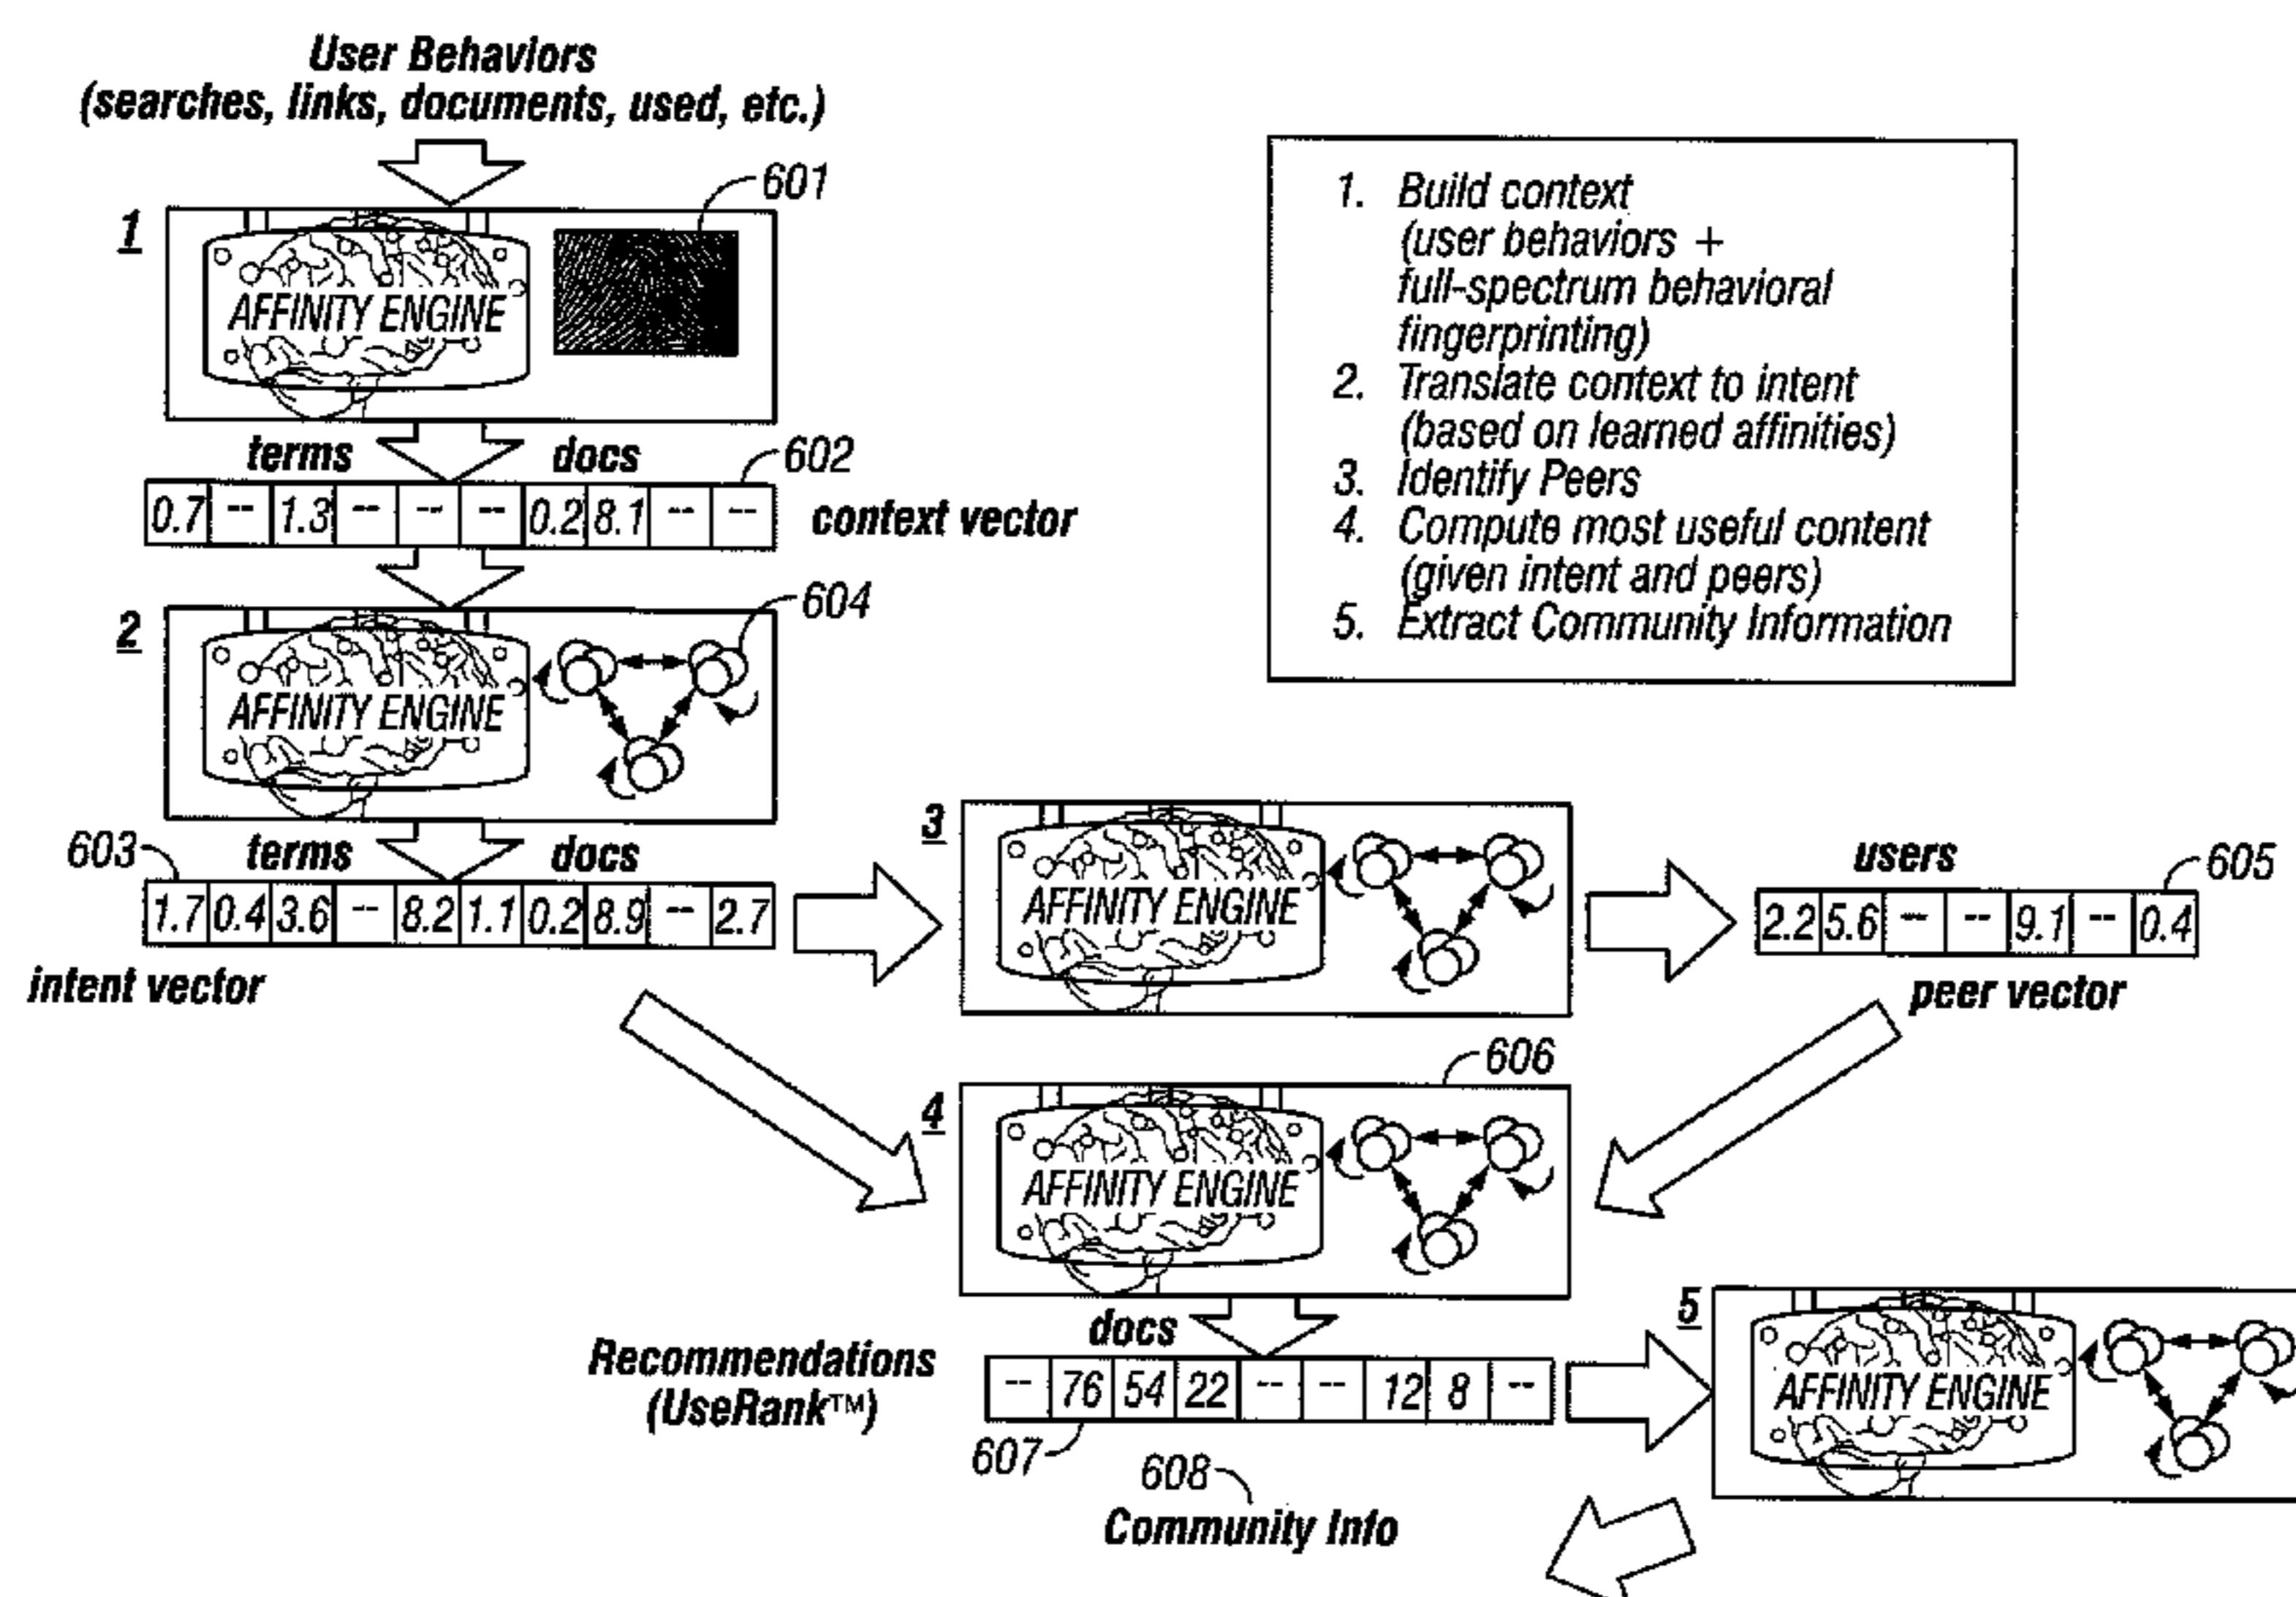 User Behaviors
(searches, links, documents, used, etc.)
601
1
AFFINITY ENGINE
terms docs
602
0.7 -- 1.3 -- -- -- 0.2 8.1 -- --
context vector
604
2
AFFINITY ENGINE
603
terms docs
1.7 0.4 3.6 -- 8.2 1.1 0.2 8.9 -- 2.7
intent vector
1. Build context
(user behaviors +
full-spectrum behavioral
fingerprinting)
2. Translate context to intent
(based on learned affinities)
3. Identify Peers
4. Compute most useful content
(given intent and peers)
5. Extract Community Information
3
AFFINITY ENGINE
users
605
2.2 5.6 -- -- 9.1 -- 0.4
peer vector
606
4
AFFINITY ENGINE
docs
Recommendations
(UseRank™)
-- 76 54 22 -- -- 12 8 --
607
5
AFFINITY ENGINE
608
Community Info